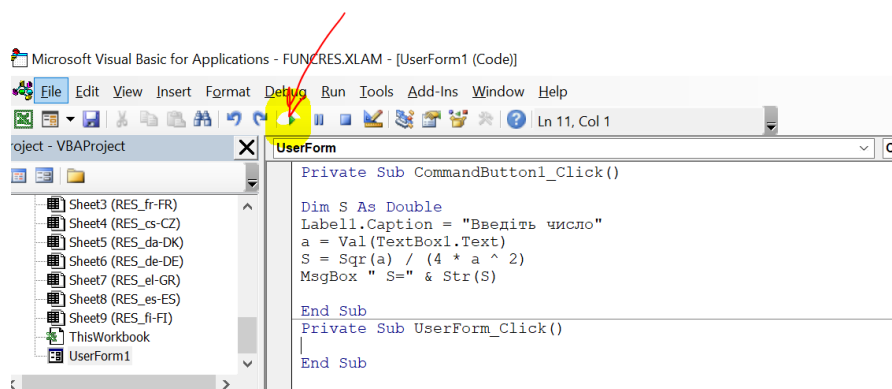 Microsoft Visual Basic for Applications - FUNCRES.XLAM - [UserForm1 (Code)]
File Edit View Insert Format Debug Run Tools Add-Ins Window Help
Ln 11, Col 1
roject - VBAProject
UserForm
Sheet3 (RES_fr-FR)
Sheet4 (RES_cs-CZ)
Sheet5 (RES_da-DK)
Sheet6 (RES_de-DE)
Sheet7 (RES_el-GR)
Sheet8 (RES_es-ES)
Sheet9 (RES_fi-FI)
ThisWorkbook
UserForm1
Private Sub CommandButton1_Click()
Dim S As Double
Label1.Caption = "Введіть число"
a = Val(TextBox1.Text)
S = Sqr(a) / (4 * a ^ 2)
MsgBox " S=" & Str(S)
End Sub
Private Sub UserForm_Click()
End Sub